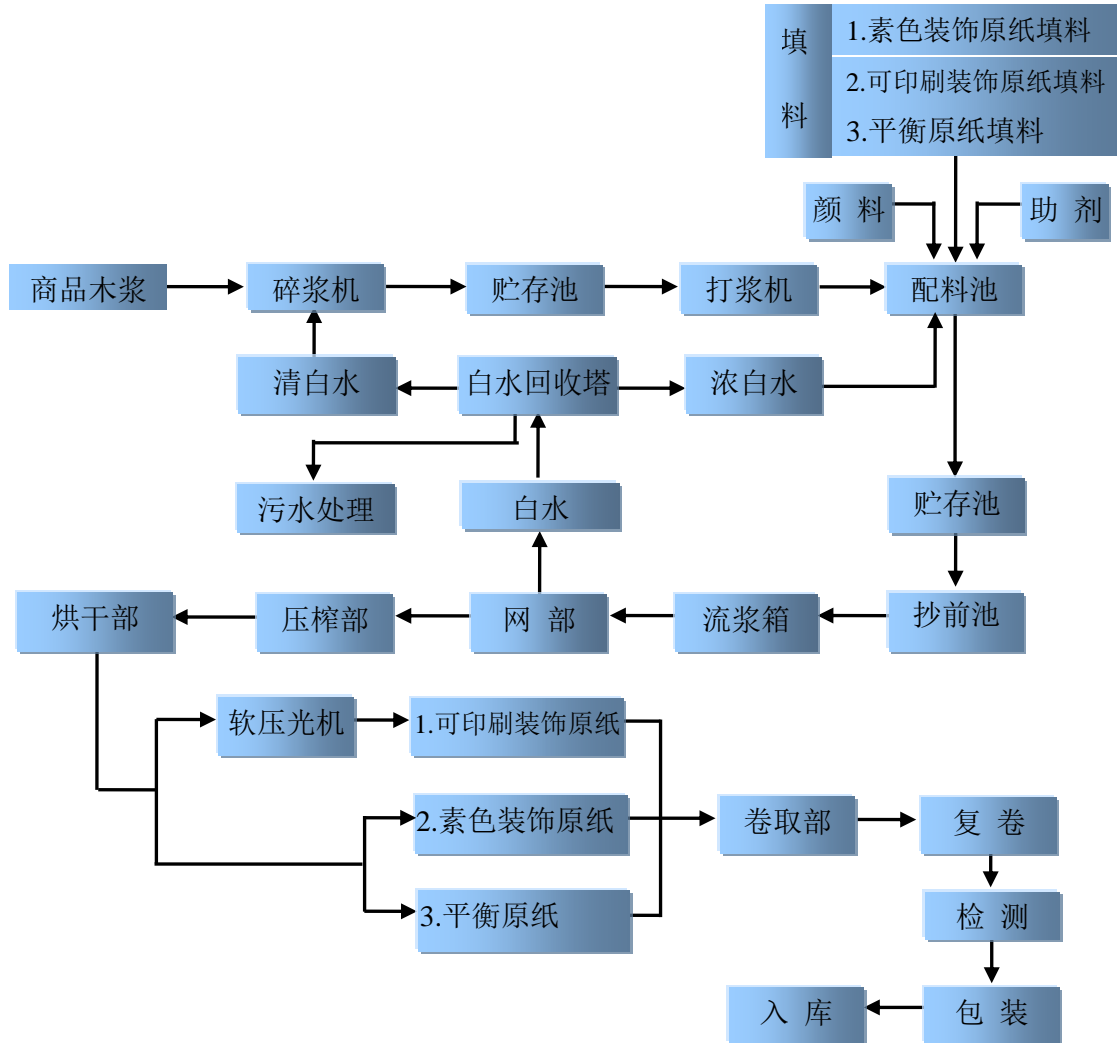 填
料
1.素色装饰原纸填料
2.可印刷装饰原纸填料
3.平衡原纸填料
颜 料
助 剂
商品木浆
碎浆机
贮存池
打浆机
配料池
清白水
白水回收塔
浓白水
污水处理
白水
贮存池
烘干部
压榨部
网 部
流浆箱
抄前池
软压光机
1.可印刷装饰原纸
2.素色装饰原纸
卷取部
复 卷
3.平衡原纸
检 测
入 库
包 装